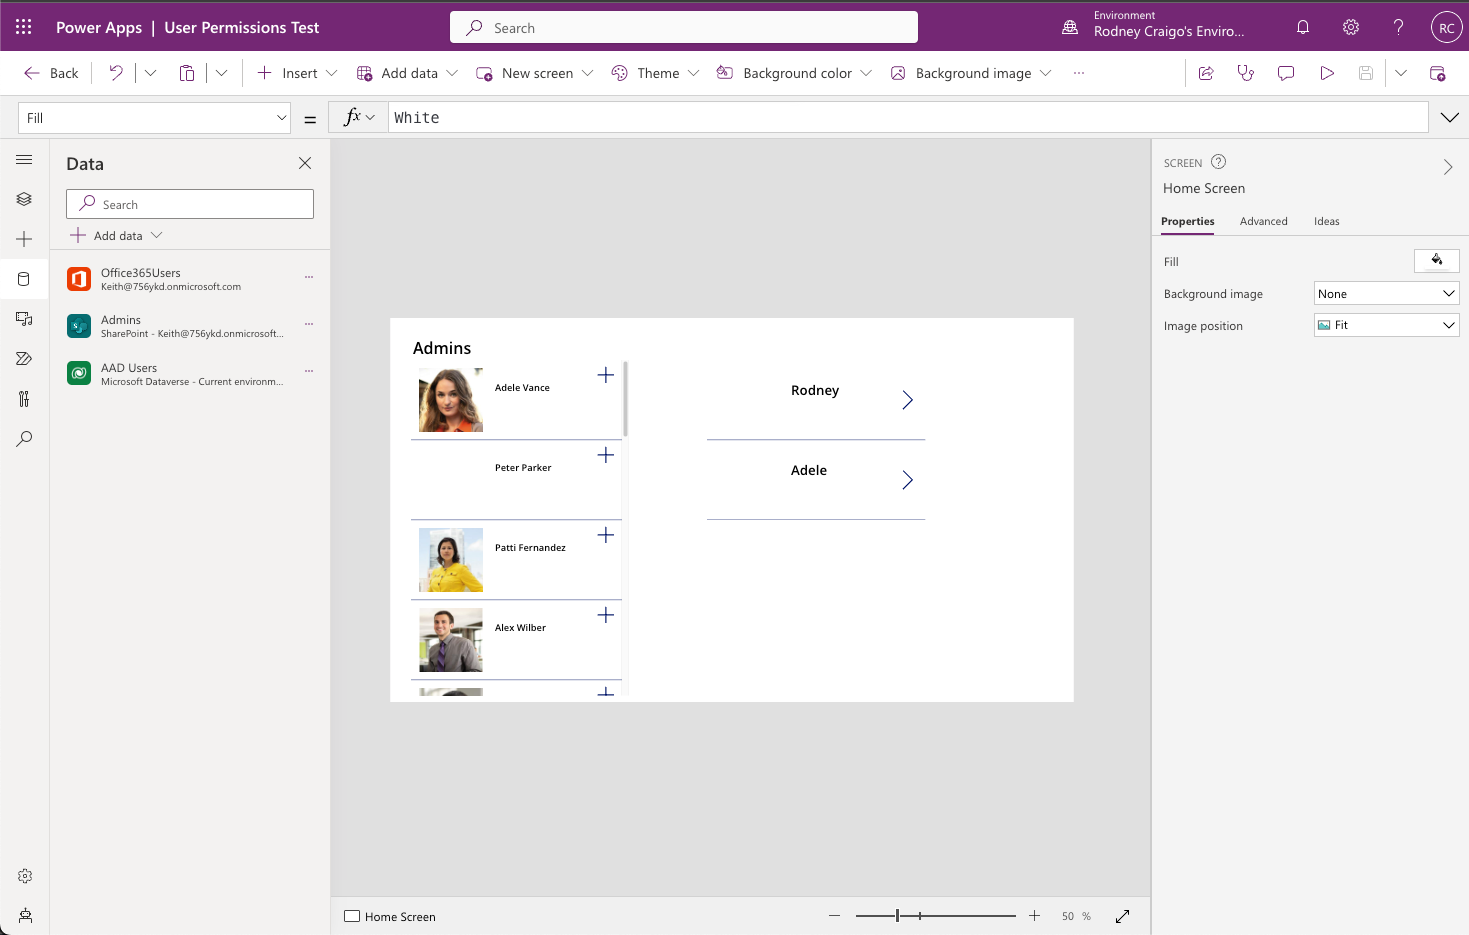 Power Apps | User Permissions Test
Search
Environment
Rodney Craigo's Enviro...
RC
Back
Insert
Add data
New screen
Theme
Background color
Background image
...
Fill
=
fx
White
Data
Search
Add data
Office365Users
Keith@756ykd.onmicrosoft.com
...
Admins
SharePoint - Keith@756ykd.onmicrosoft...
...
AAD Users
Microsoft Dataverse - Current environm...
...
Admins
Adele Vance
Peter Parker
Patti Fernandez
Alex Wilber
Rodney
Adele
SCREEN
Home Screen
Properties
Advanced
Ideas
Fill
Background image
None
Image position
Fit
Home Screen
50 %